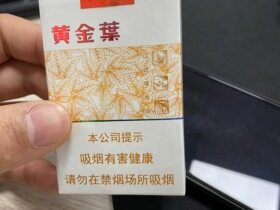 黄金葉
本公司提示
吸烟有害健康
请勿在禁烟场所吸烟